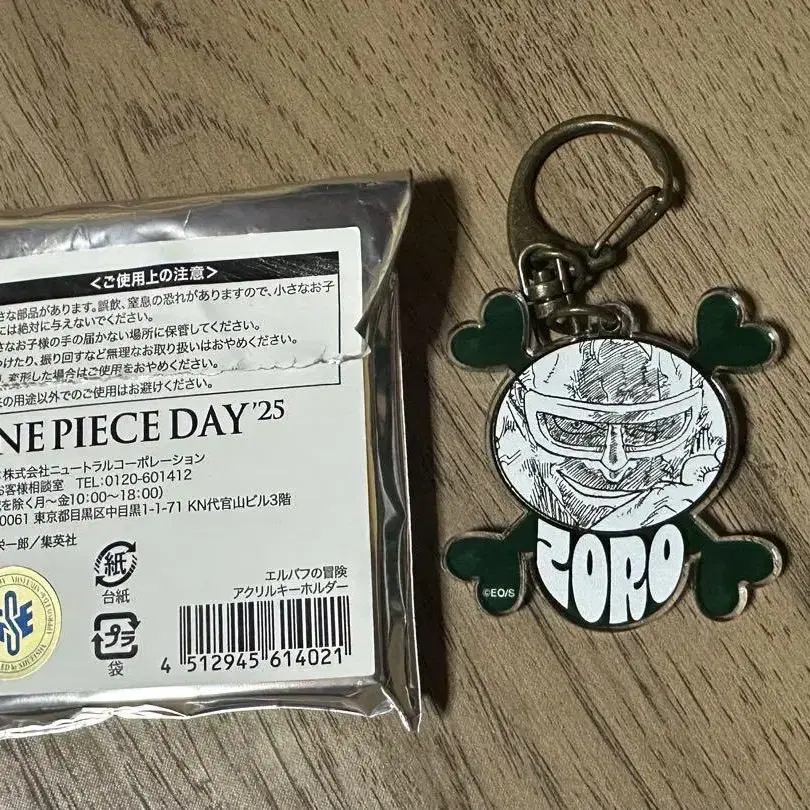 <ご使用上の注意>
さな部品があります。誤飲、窒息の恐れがありますので、小さなお子
には絶対に与えないでください。
さなお子様の手の届かない場所に保管してください。
つけたり、振り回すなど無理なお取り扱いはおやめください。
変形した場合はご使用をおやめください。
の用途以外でのご使用はお避けください。
NE PIECE DAY '25
株式会社ニュートラルコーポレーション
お客様相談室 TEL:0120-601412
を除く月〜金10:00〜18:00)
0061 東京都目黒区中目黒1-1-71 KN代官山ビル3階
栄一郎/集英社
紙
台紙
プラ
袋
エルバフの冒険
アクリルキーホルダー
4 512945 614021
ZORO
©EO/S